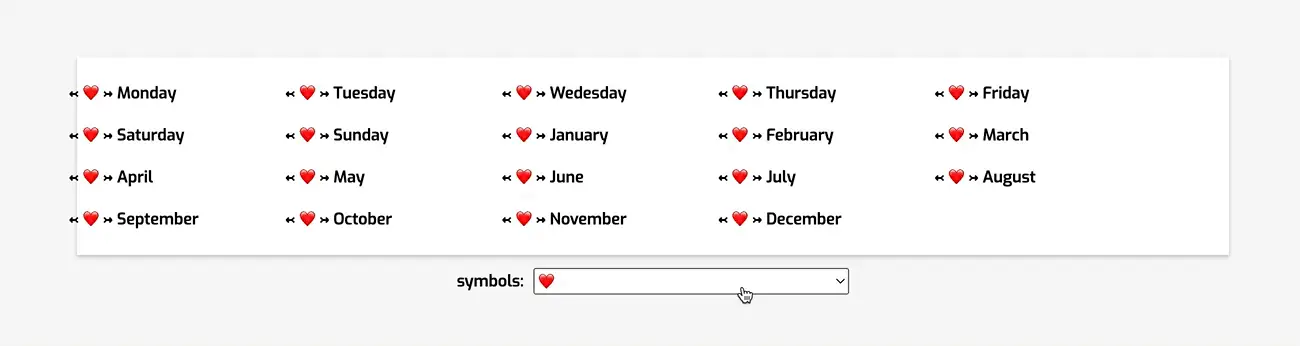 ↢ ❤️ ↣ Monday ↢ ❤️ ↣ Tuesday ↢ ❤️ ↣ Wedesday ↢ ❤️ ↣ Thursday ↢ ❤️ ↣ Friday
↢ ❤️ ↣ Saturday ↢ ❤️ ↣ Sunday ↢ ❤️ ↣ January ↢ ❤️ ↣ February ↢ ❤️ ↣ March
↢ ❤️ ↣ April ↢ ❤️ ↣ May ↢ ❤️ ↣ June ↢ ❤️ ↣ July ↢ ❤️ ↣ August
↢ ❤️ ↣ September ↢ ❤️ ↣ October ↢ ❤️ ↣ November ↢ ❤️ ↣ December
symbols: ❤️